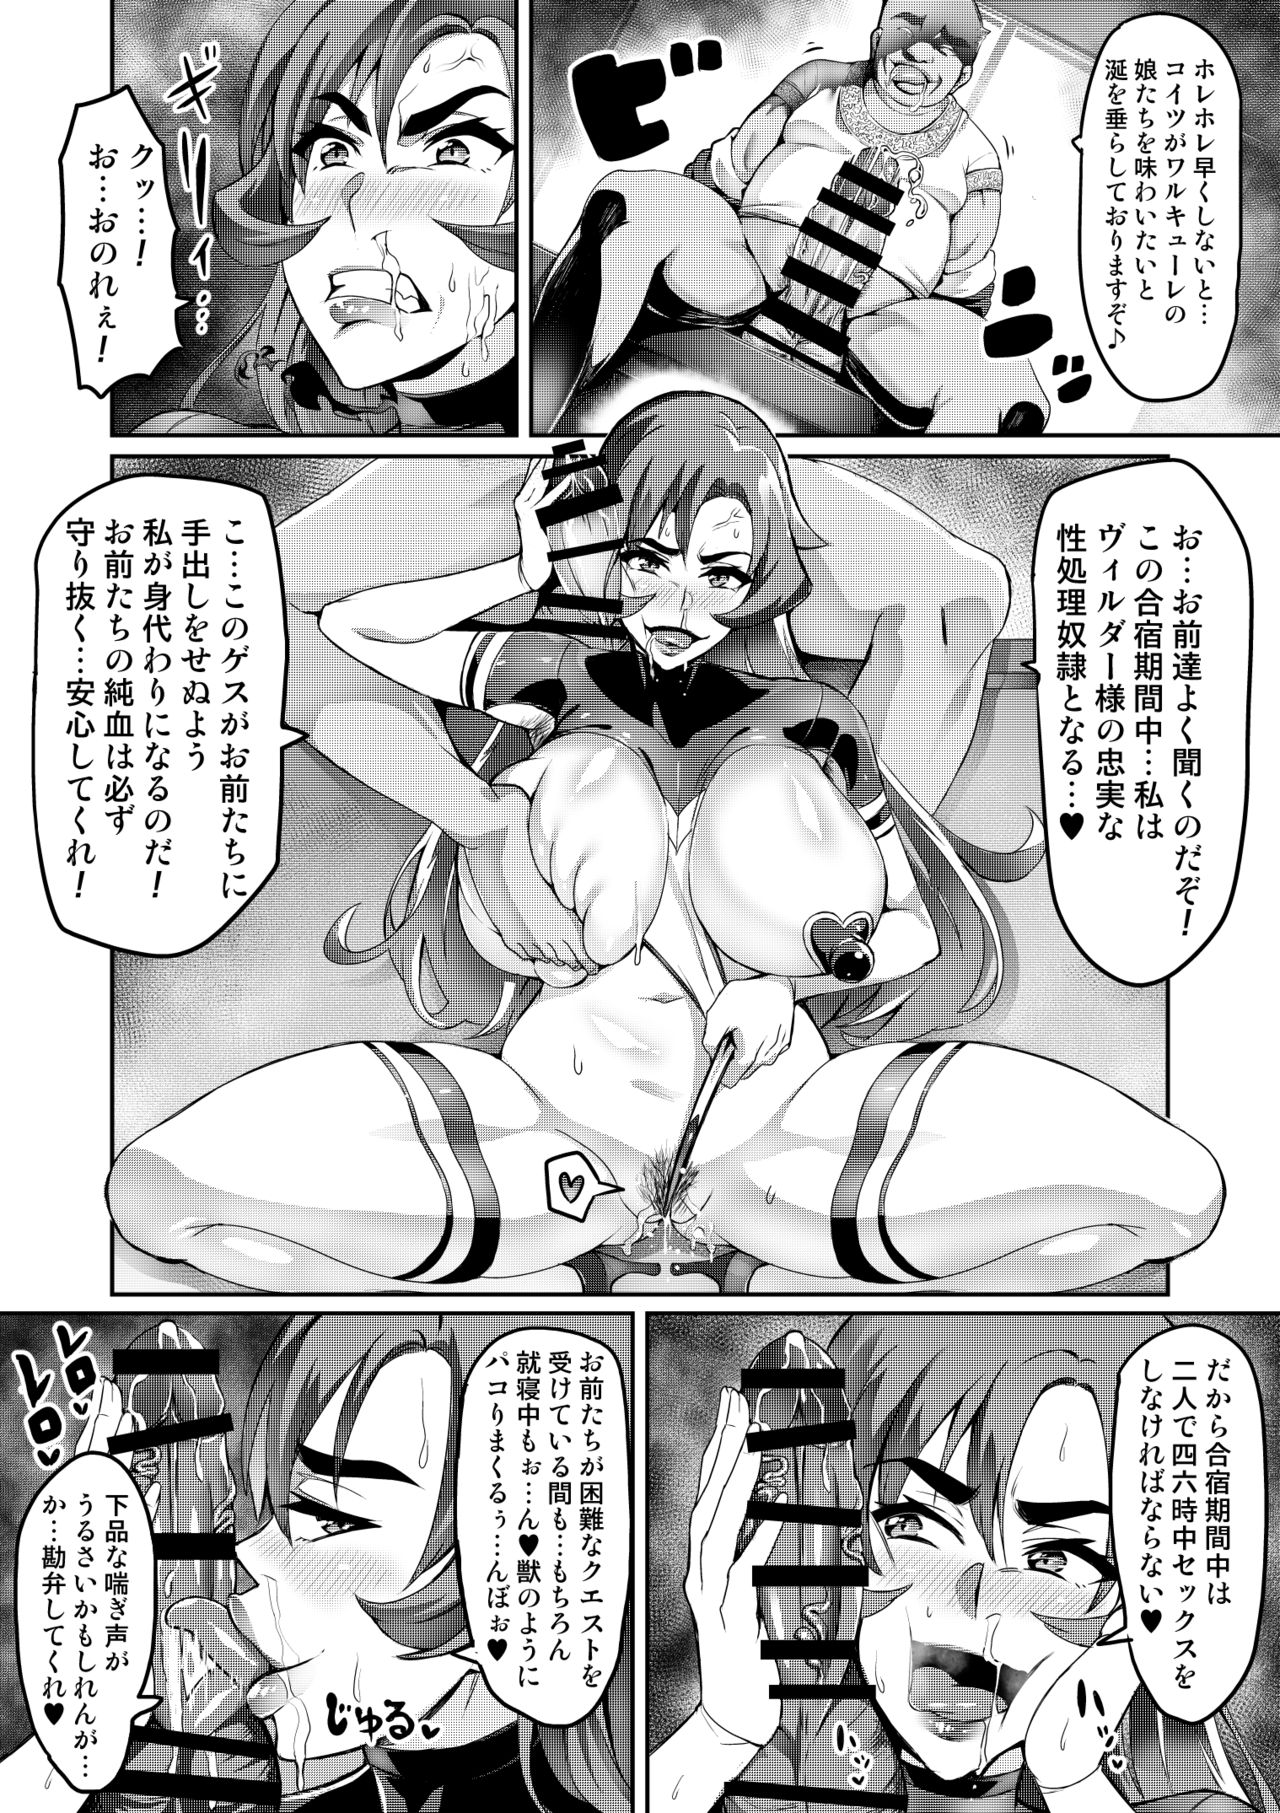 ホレホレ早くしないと…
コイツがワルキューレの
娘たちを味わいたいと
涎を垂らしておりますぞ♪
ビンッ
クッ…！
お…おのれぇ！
ギリィ…
お…お前達よく聞くのだぞ！
この合宿期間中…私は
ヴィルダー様の忠実な
性処理奴隷となる…♥
こ…このゲスがお前たちに
手出しをせぬよう
私が身代わりになるのだ！
お前たちの純血は必ず
守り抜く…安心してくれ！
だから合宿期間中は
二人で四六時中セックスを
しなければならない♥
ハッ
ハッ
お前たちが困難なクエストを
受けている間も…もちろん
就寝中もぉ…ん♥獣のように
パコりまくるぅ…んぼぉ♥
じゅる
下品な喘ぎ声が
うるさいかもしれんが…
か…勘弁してくれ♥
レロ
レロ